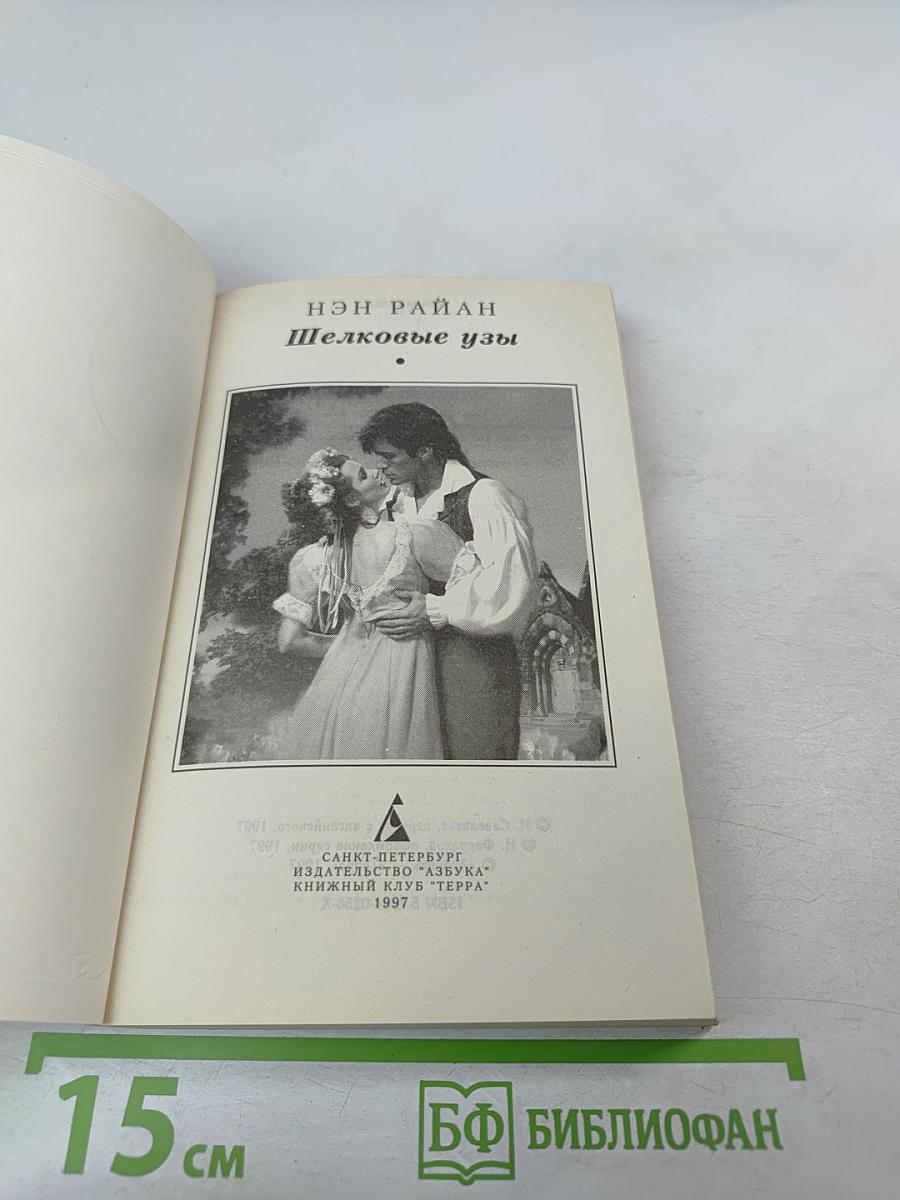 НЭН РАЙАН
Шелковые узы
САНКТ-ПЕТЕРБУРГ
ИЗДАТЕЛЬСТВО "АЗБУКА"
КНИЖНЫЙ КЛУБ "ТЕРРА"
1997
15 см
БФ БИБЛИОФАН